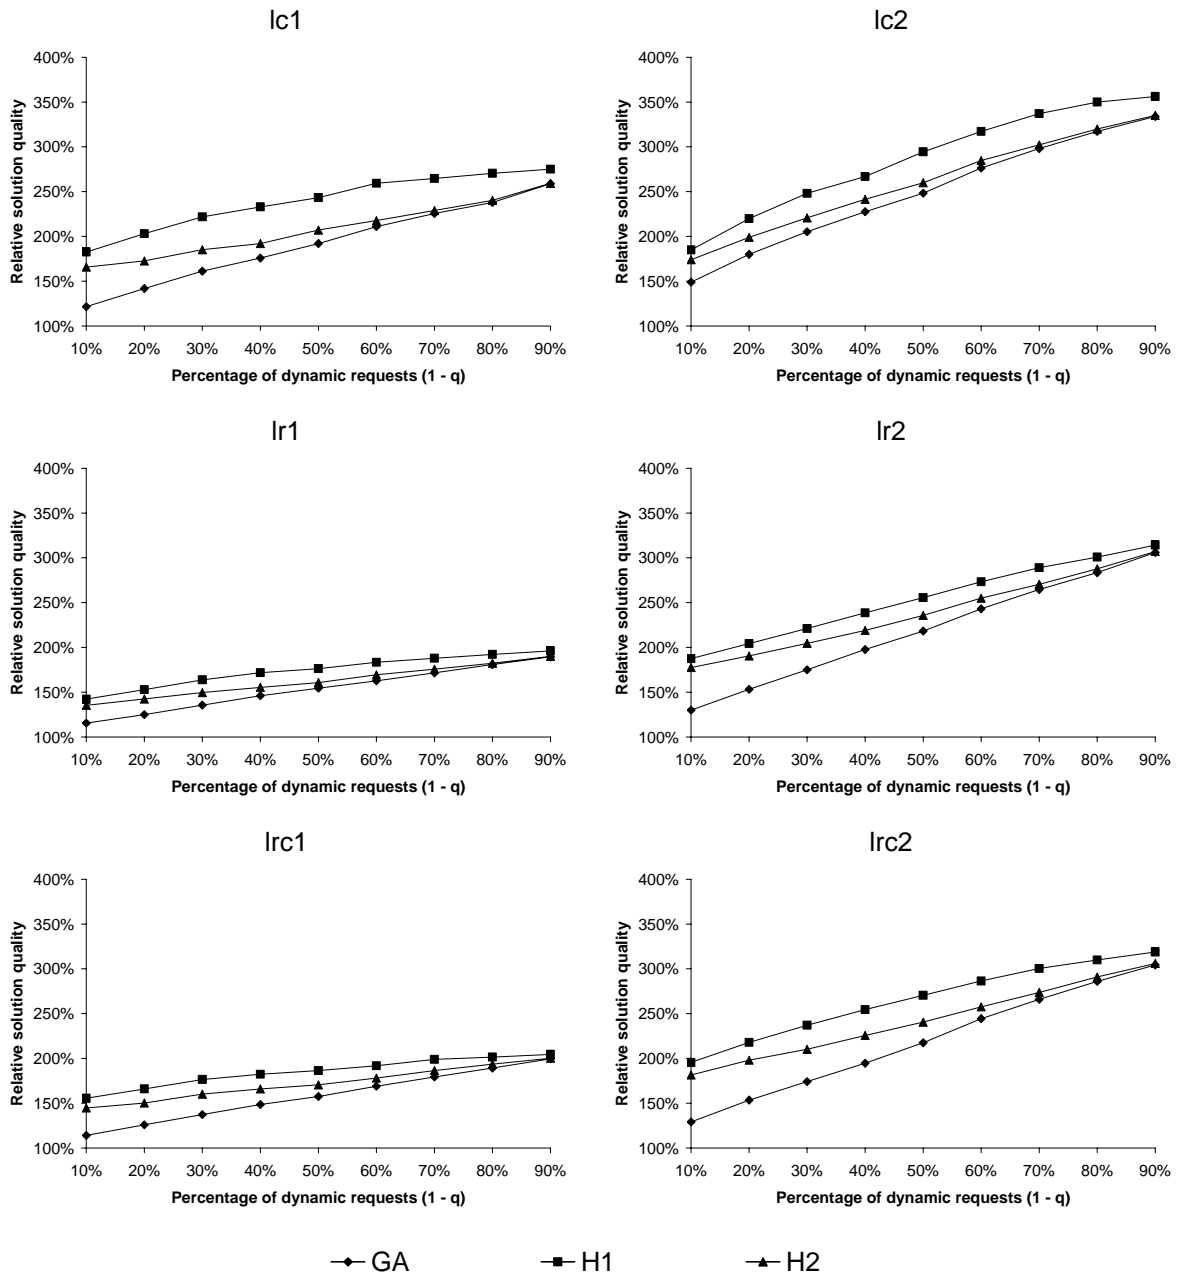 lc1
400%
350%
300%
250%
200%
150%
100%
Relative solution quality
10% 20% 30% 40% 50% 60% 70% 80% 90%
Percentage of dynamic requests (1 - q)
lc2
400%
350%
300%
250%
200%
150%
100%
Relative solution quality
10% 20% 30% 40% 50% 60% 70% 80% 90%
Percentage of dynamic requests (1 - q)
lr1
400%
350%
300%
250%
200%
150%
100%
Relative solution quality
10% 20% 30% 40% 50% 60% 70% 80% 90%
Percentage of dynamic requests (1 - q)
lr2
400%
350%
300%
250%
200%
150%
100%
Relative solution quality
10% 20% 30% 40% 50% 60% 70% 80% 90%
Percentage of dynamic requests (1 - q)
lrc1
400%
350%
300%
250%
200%
150%
100%
Relative solution quality
10% 20% 30% 40% 50% 60% 70% 80% 90%
Percentage of dynamic requests (1 - q)
lrc2
400%
350%
300%
250%
200%
150%
100%
Relative solution quality
10% 20% 30% 40% 50% 60% 70% 80% 90%
Percentage of dynamic requests (1 - q)
GA H1 H2